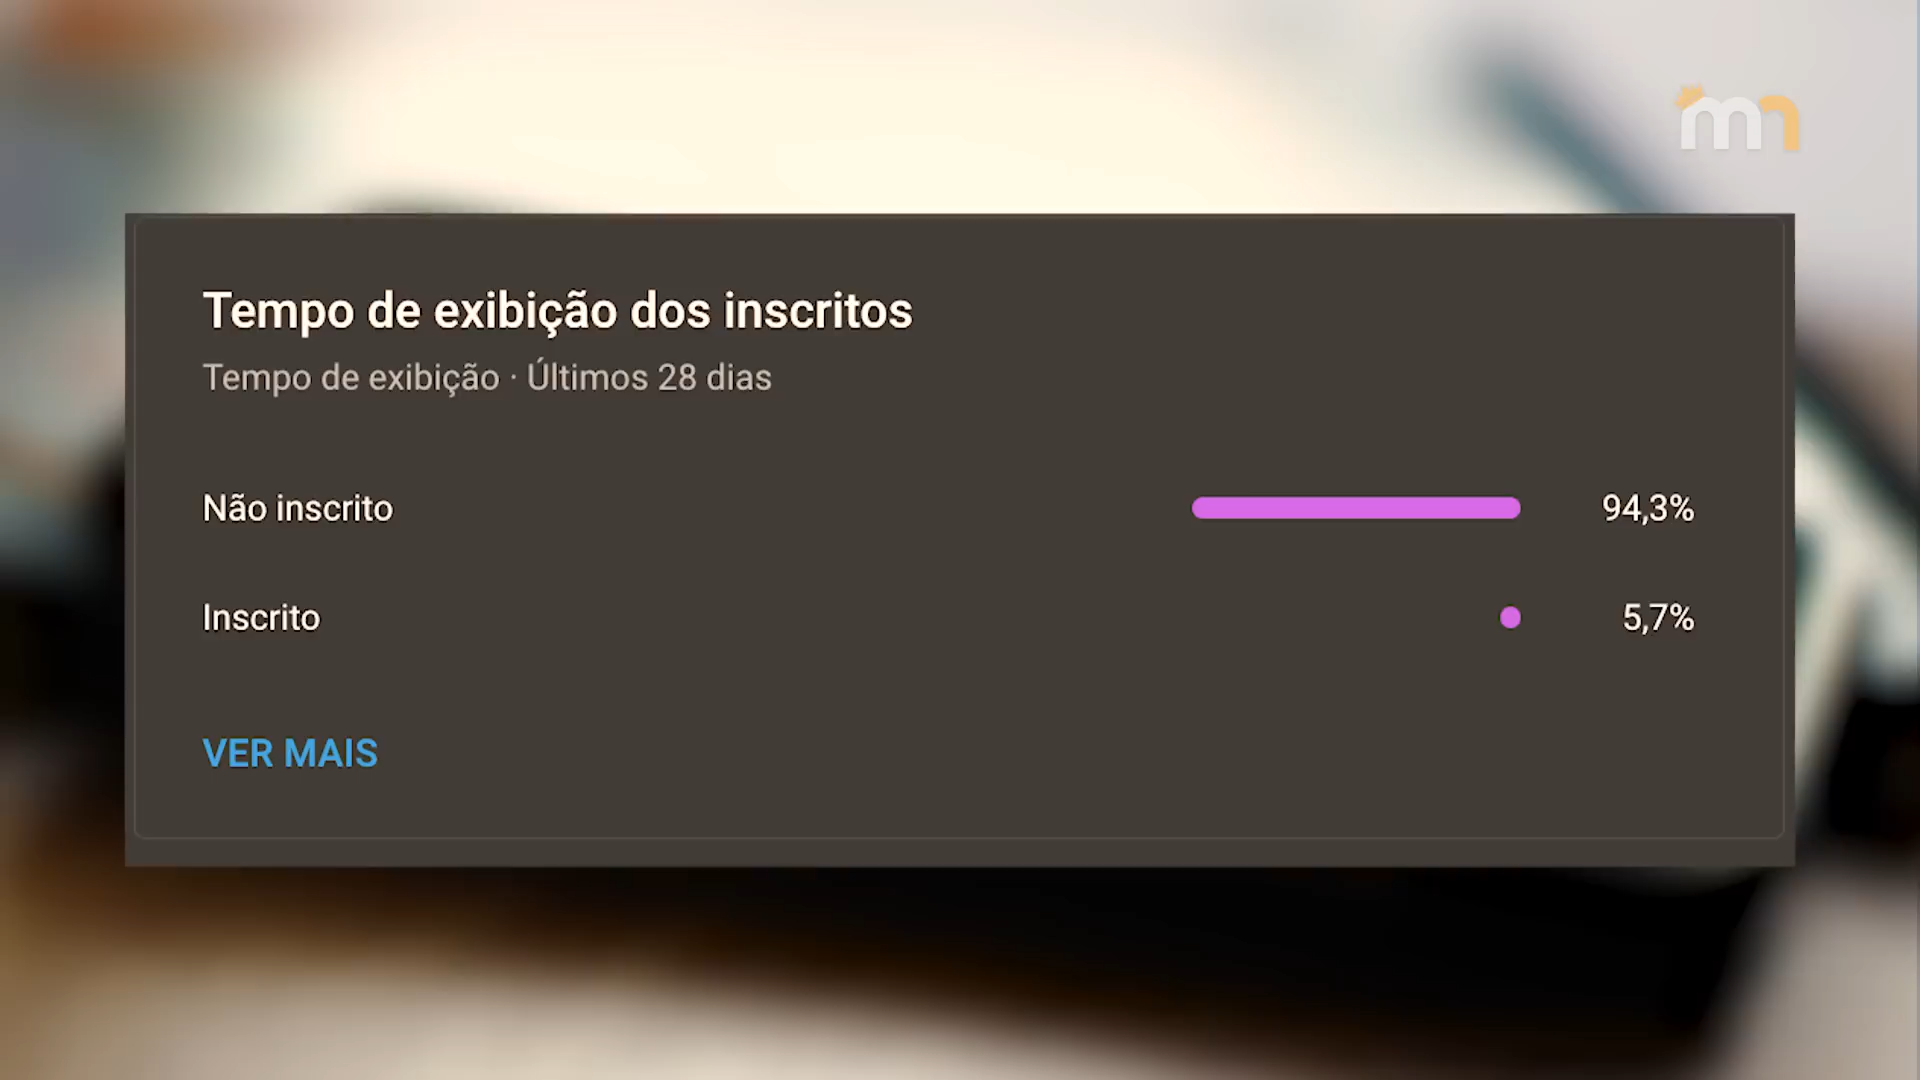 mn
Tempo de exibição dos inscritos
Tempo de exibição · Últimos 28 dias
Não inscrito 94,3%
Inscrito 5,7%
VER MAIS